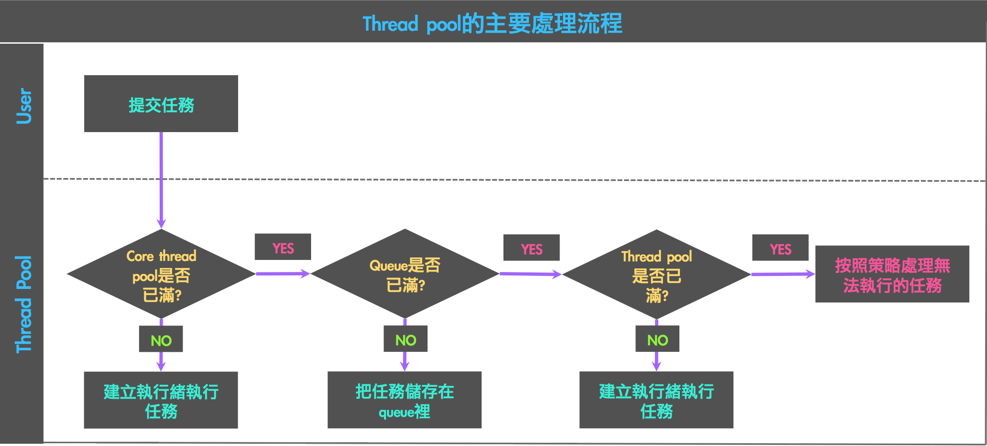 Thread pool的主要處理流程
User
提交任務
Thread Pool
Core thread
pool是否
已滿?
YES
Queue是否
已滿?
YES
Thread pool
是否已
滿?
YES
按照策略處理無
法執行的任務
NO
NO
NO
建立執行緒執行
任務
把任務儲存在
queue裡
建立執行緒執行
任務